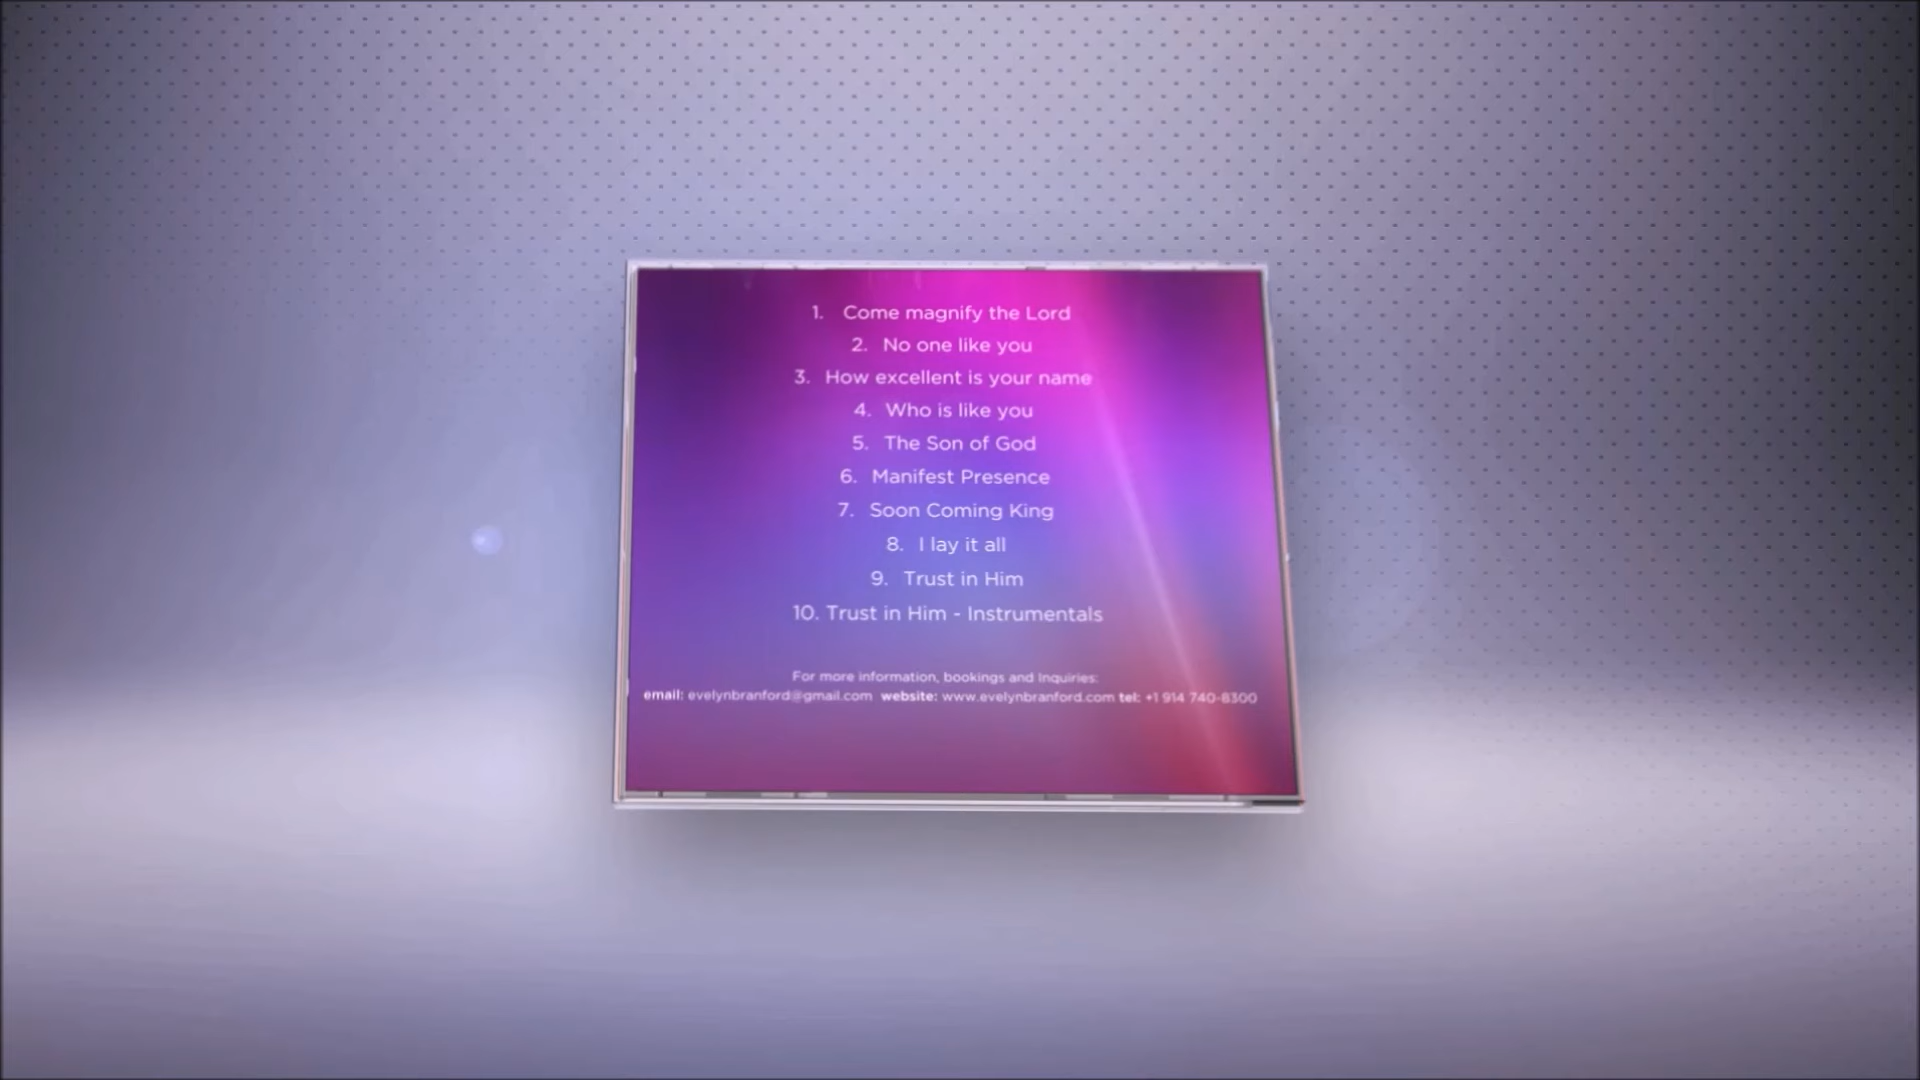 1. Come magnify the Lord
2. No one like you
3. How excellent is your name
4. Who is like you
5. The Son of God
6. Manifest Presence
7. Soon Coming King
8. I lay it all
9. Trust in Him
10. Trust in Him - Instrumentals
For more information, bookings and Inquiries:
email: evelynbranford@gmail.com website: www.evelynbranford.com tel: +1 914 740-8300